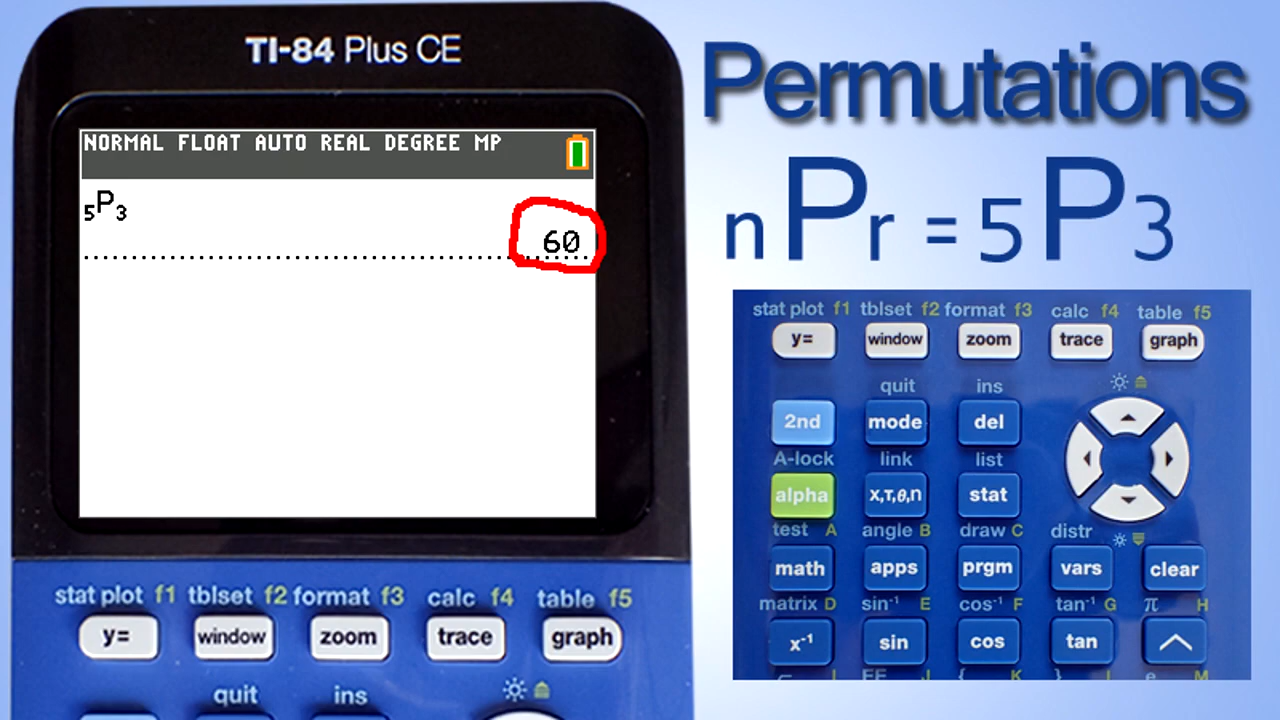 TI-84 Plus CE
NORMAL FLOAT AUTO REAL DEGREE MP
5P3
60
stat plot f1 tblset f2 format f3 calc f4 table f5
y= window zoom trace graph
quit ins
Permutations
nPr = 5P3
stat plot f1 tblset f2 format f3 calc f4 table f5
y= window zoom trace graph
quit ins
2nd mode del
A-lock link list
alpha x,τ,θ,n stat
test A angle B draw C distr
math apps prgm vars clear
matrix D sin⁻¹ E cos⁻¹ F tan⁻¹ G π H
x⁻¹ sin cos tan ^